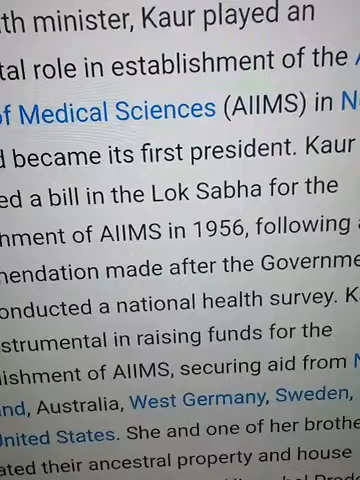 th minister, Kaur played an
tal role in establishment of the
of Medical Sciences (AIIMS) in
became its first president. Kaur
ed a bill in the Lok Sabha for the
hment of AIIMS in 1956, following
mendation made after the Governme
onducted a national health survey. K
strumental in raising funds for the
lishment of AIIMS, securing aid from
nd, Australia, West Germany, Sweden,
United States. She and one of her brothe
ated their ancestral property and house